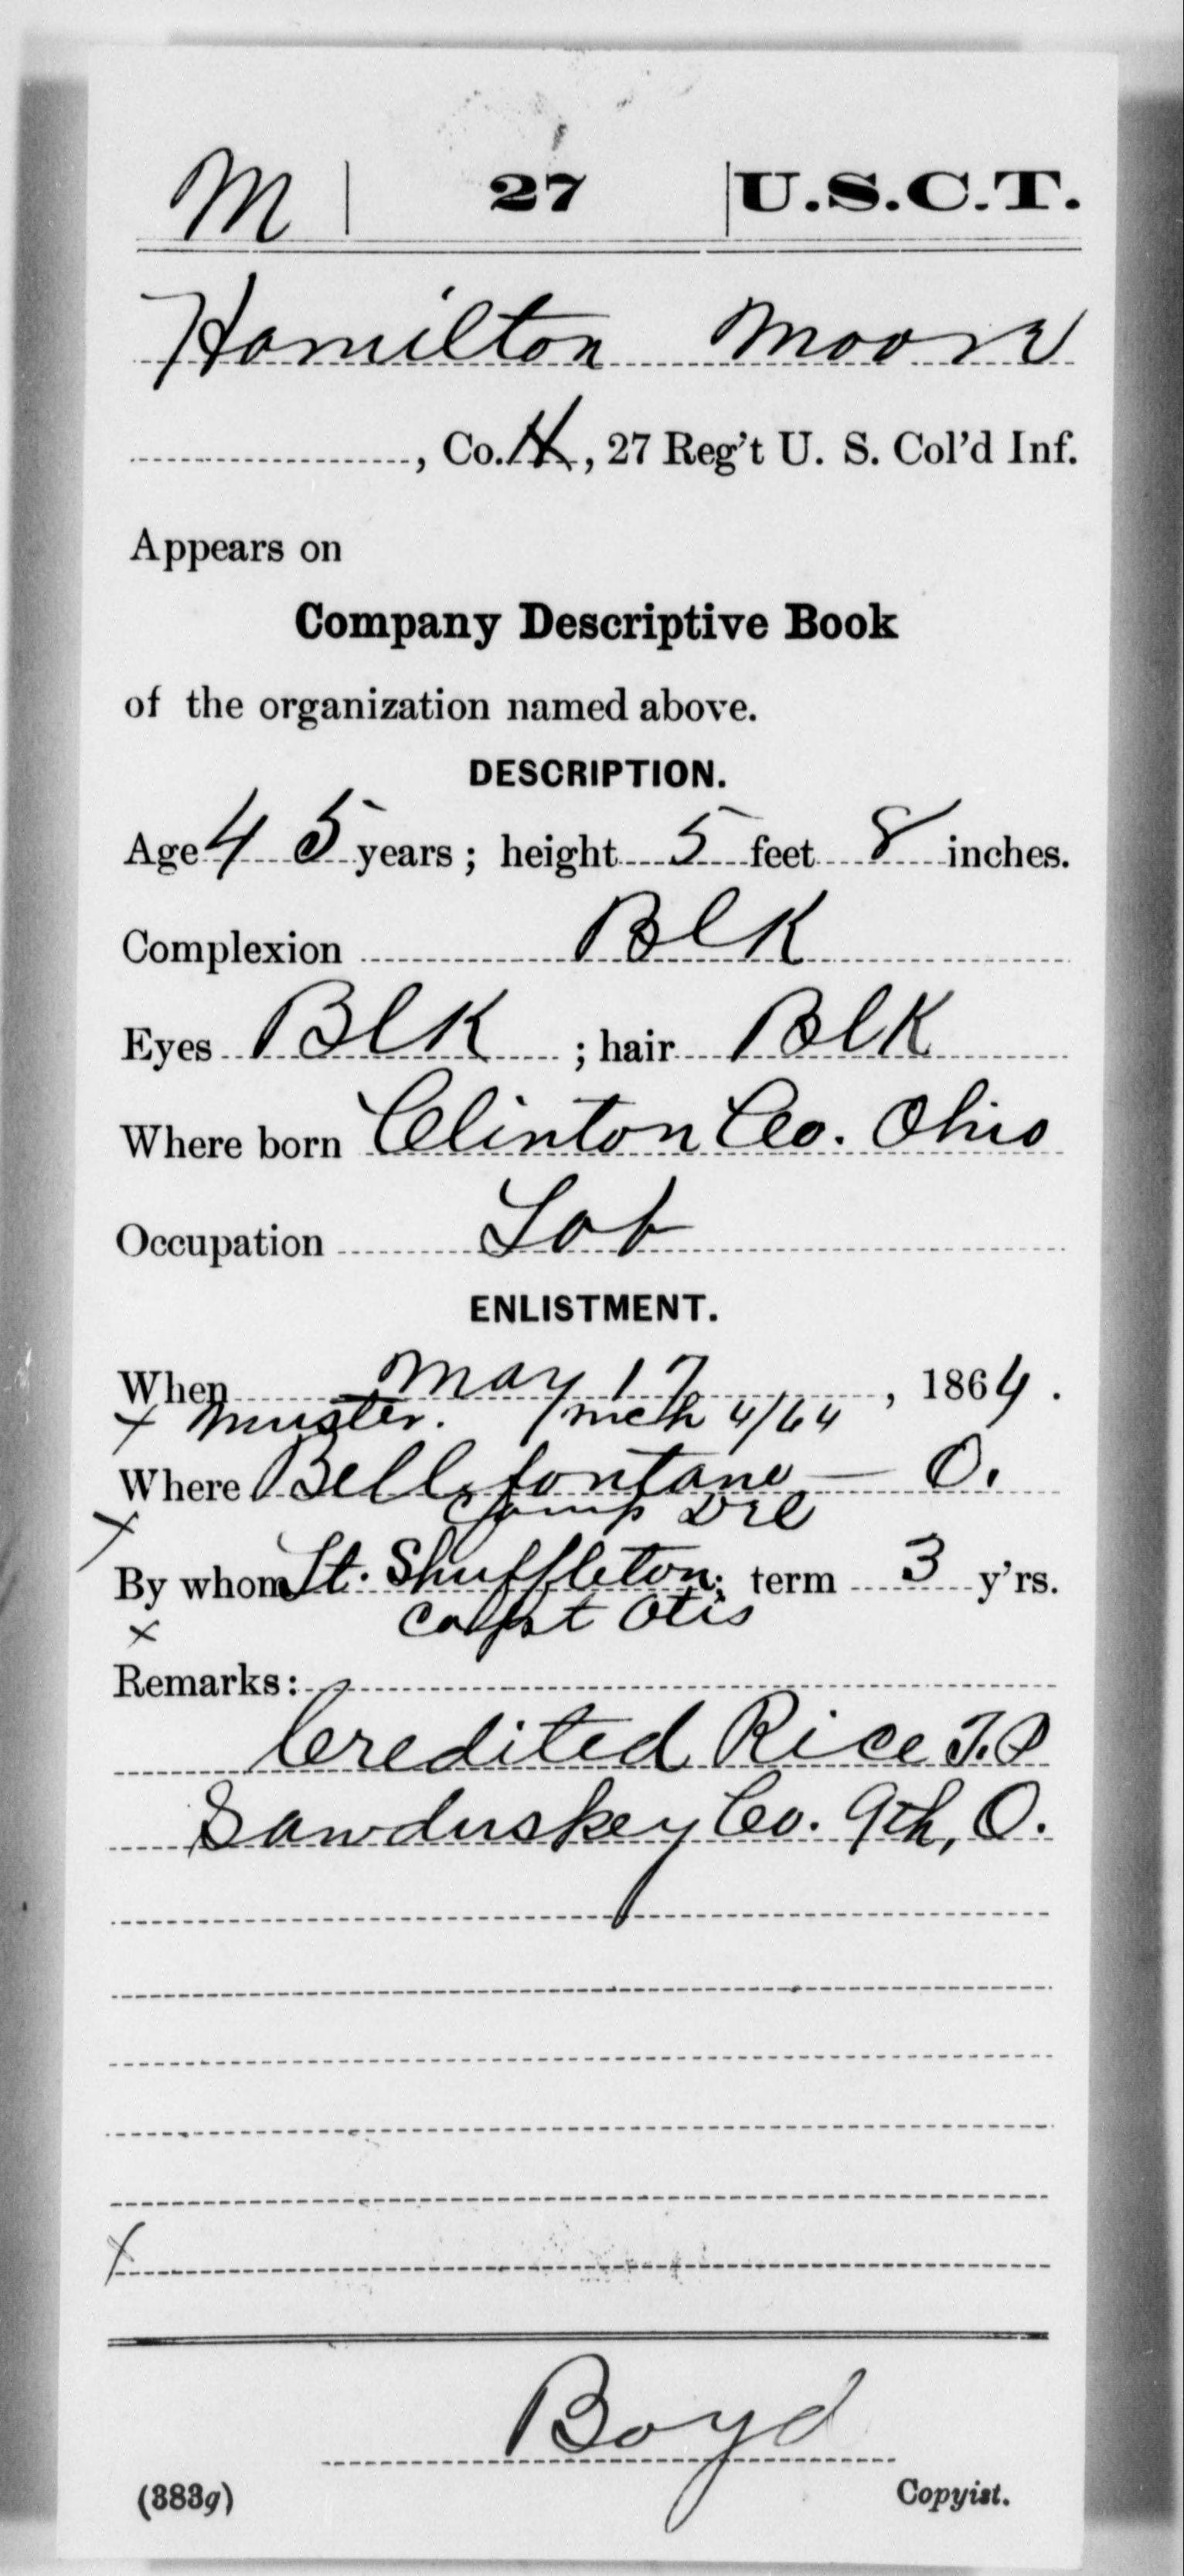 M 27 U.S.C.T.
Hamilton Moore
, Co. H, 27 Reg't U. S. Col'd Inf.
Appears on
Company Descriptive Book
of the organization named above.
DESCRIPTION.
Age 45 years; height 5 feet 8 inches.
Complexion Blk
Eyes Blk; hair Blk
Where born Clinton Co. Ohio
Occupation Lab
ENLISTMENT.
When May 17, 1864.
x Muster. Mch 4/64
Where Bellefontane — O.
x Camp Del
By whom Lt. Shuffleton; term 3 y'rs.
x Capt Otis
Remarks:
Credited Rice T.P
Sanduskey Co. 9th, O.
x
Boyd
(383g) Copyist.